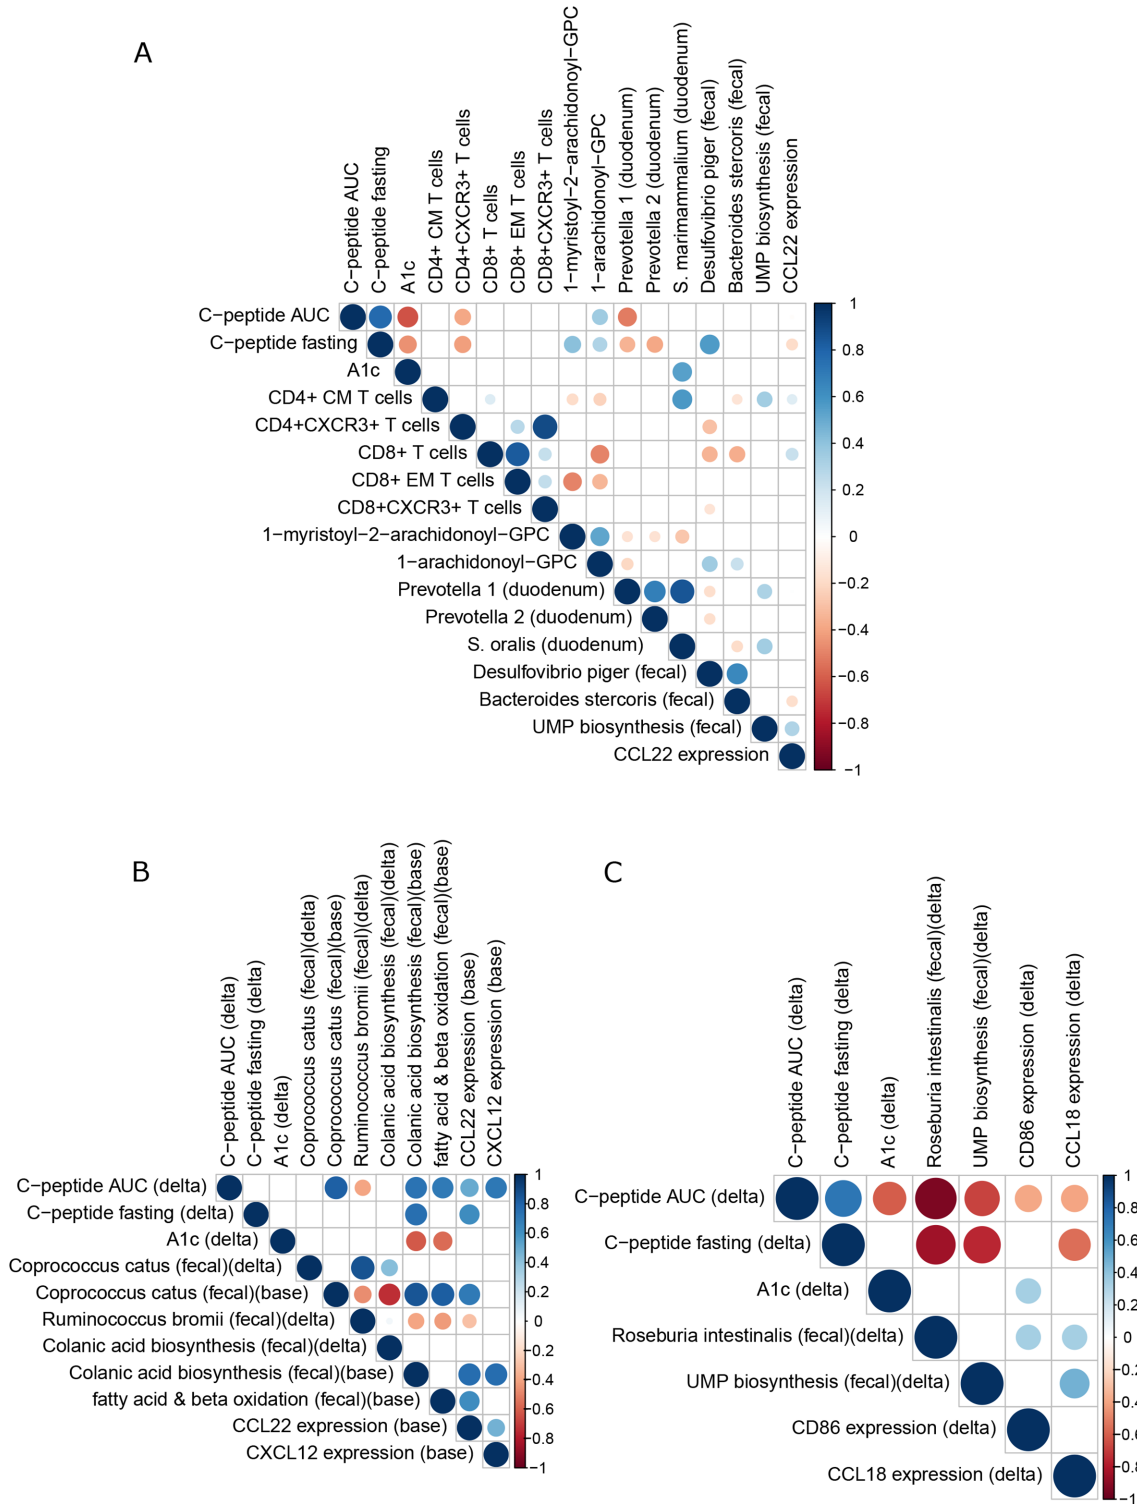 A
C−peptide AUC
C−peptide fasting
A1c
CD4+ CM T cells
CD4+CXCR3+ T cells
CD8+ T cells
CD8+ EM T cells
CD8+CXCR3+ T cells
1−myristoyl−2−arachidonoyl−GPC
1−arachidonoyl−GPC
Prevotella 1 (duodenum)
Prevotella 2 (duodenum)
S. marimammalium (duodenum)
Desulfovibrio piger (fecal)
Bacteroides stercoris (fecal)
UMP biosynthesis (fecal)
CCL22 expression
C−peptide AUC
C−peptide fasting
A1c
CD4+ CM T cells
CD4+CXCR3+ T cells
CD8+ T cells
CD8+ EM T cells
CD8+CXCR3+ T cells
1−myristoyl−2−arachidonoyl−GPC
1−arachidonoyl−GPC
Prevotella 1 (duodenum)
Prevotella 2 (duodenum)
S. oralis (duodenum)
Desulfovibrio piger (fecal)
Bacteroides stercoris (fecal)
UMP biosynthesis (fecal)
CCL22 expression
1
0.8
0.6
0.4
0.2
0
−0.2
−0.4
−0.6
−0.8
−1
B
C−peptide AUC (delta)
C−peptide fasting (delta)
A1c (delta)
Coprococcus catus (fecal)(delta)
Coprococcus catus (fecal)(base)
Ruminococcus bromii (fecal)(delta)
Colanic acid biosynthesis (fecal)(delta)
Colanic acid biosynthesis (fecal)(base)
fatty acid & beta oxidation (fecal)(base)
CCL22 expression (base)
CXCL12 expression (base)
C−peptide AUC (delta)
C−peptide fasting (delta)
A1c (delta)
Coprococcus catus (fecal)(delta)
Coprococcus catus (fecal)(base)
Ruminococcus bromii (fecal)(delta)
Colanic acid biosynthesis (fecal)(delta)
Colanic acid biosynthesis (fecal)(base)
fatty acid & beta oxidation (fecal)(base)
CCL22 expression (base)
CXCL12 expression (base)
1
0.8
0.6
0.4
0.2
0
−0.2
−0.4
−0.6
−0.8
−1
C
C−peptide AUC (delta)
C−peptide fasting (delta)
A1c (delta)
Roseburia intestinalis (fecal)(delta)
UMP biosynthesis (fecal)(delta)
CD86 expression (delta)
CCL18 expression (delta)
C−peptide AUC (delta)
C−peptide fasting (delta)
A1c (delta)
Roseburia intestinalis (fecal)(delta)
UMP biosynthesis (fecal)(delta)
CD86 expression (delta)
CCL18 expression (delta)
1
0.8
0.6
0.4
0.2
0
−0.2
−0.4
−0.6
−0.8
−1